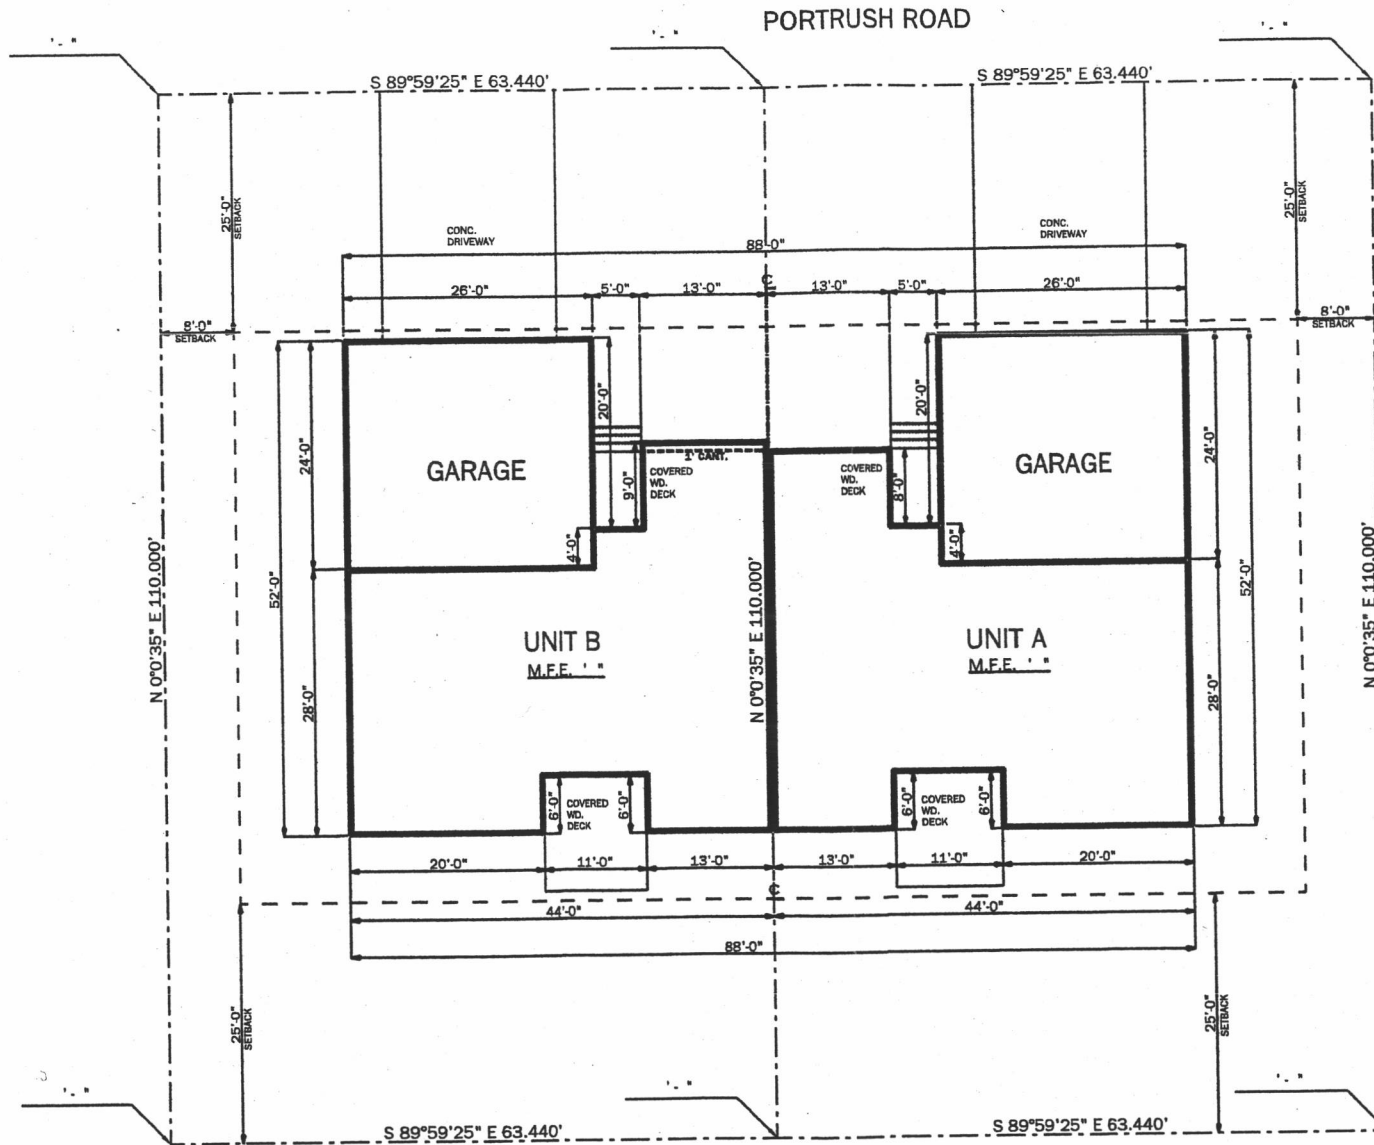 PORTRUSH ROAD
'- "
'- "
'- "
S 89°59'25" E 63.440'
S 89°59'25" E 63.440'
25'-0"
SETBACK
25'-0"
SETBACK
CONC.
DRIVEWAY
CONC.
DRIVEWAY
88'-0"
26'-0"
5'-0"
13'-0"
C
13'-0"
5'-0"
26'-0"
8'-0"
SETBACK
8'-0"
SETBACK
20'-0"
20'-0"
24'-0"
GARAGE
1' CANT.
COVERED
WD.
DECK
9'-0"
4'-0"
COVERED
WD.
DECK
8'-0"
4'-0"
GARAGE
24'-0"
N 0°0'35" E 110.000'
52'-0"
N 0°0'35" E 110.000'
52'-0"
N 0°0'35" E 110.000'
UNIT B
M.F.E. ' "
UNIT A
M.F.E. ' "
28'-0"
28'-0"
6'-0"
COVERED
WD.
DECK
6'-0"
6'-0"
COVERED
WD.
DECK
6'-0"
20'-0"
11'-0"
13'-0"
13'-0"
11'-0"
20'-0"
C
44'-0"
44'-0"
88'-0"
25'-0"
SETBACK
25'-0"
SETBACK
'- "
'- "
'- "
S 89°59'25" E 63.440'
S 89°59'25" E 63.440'